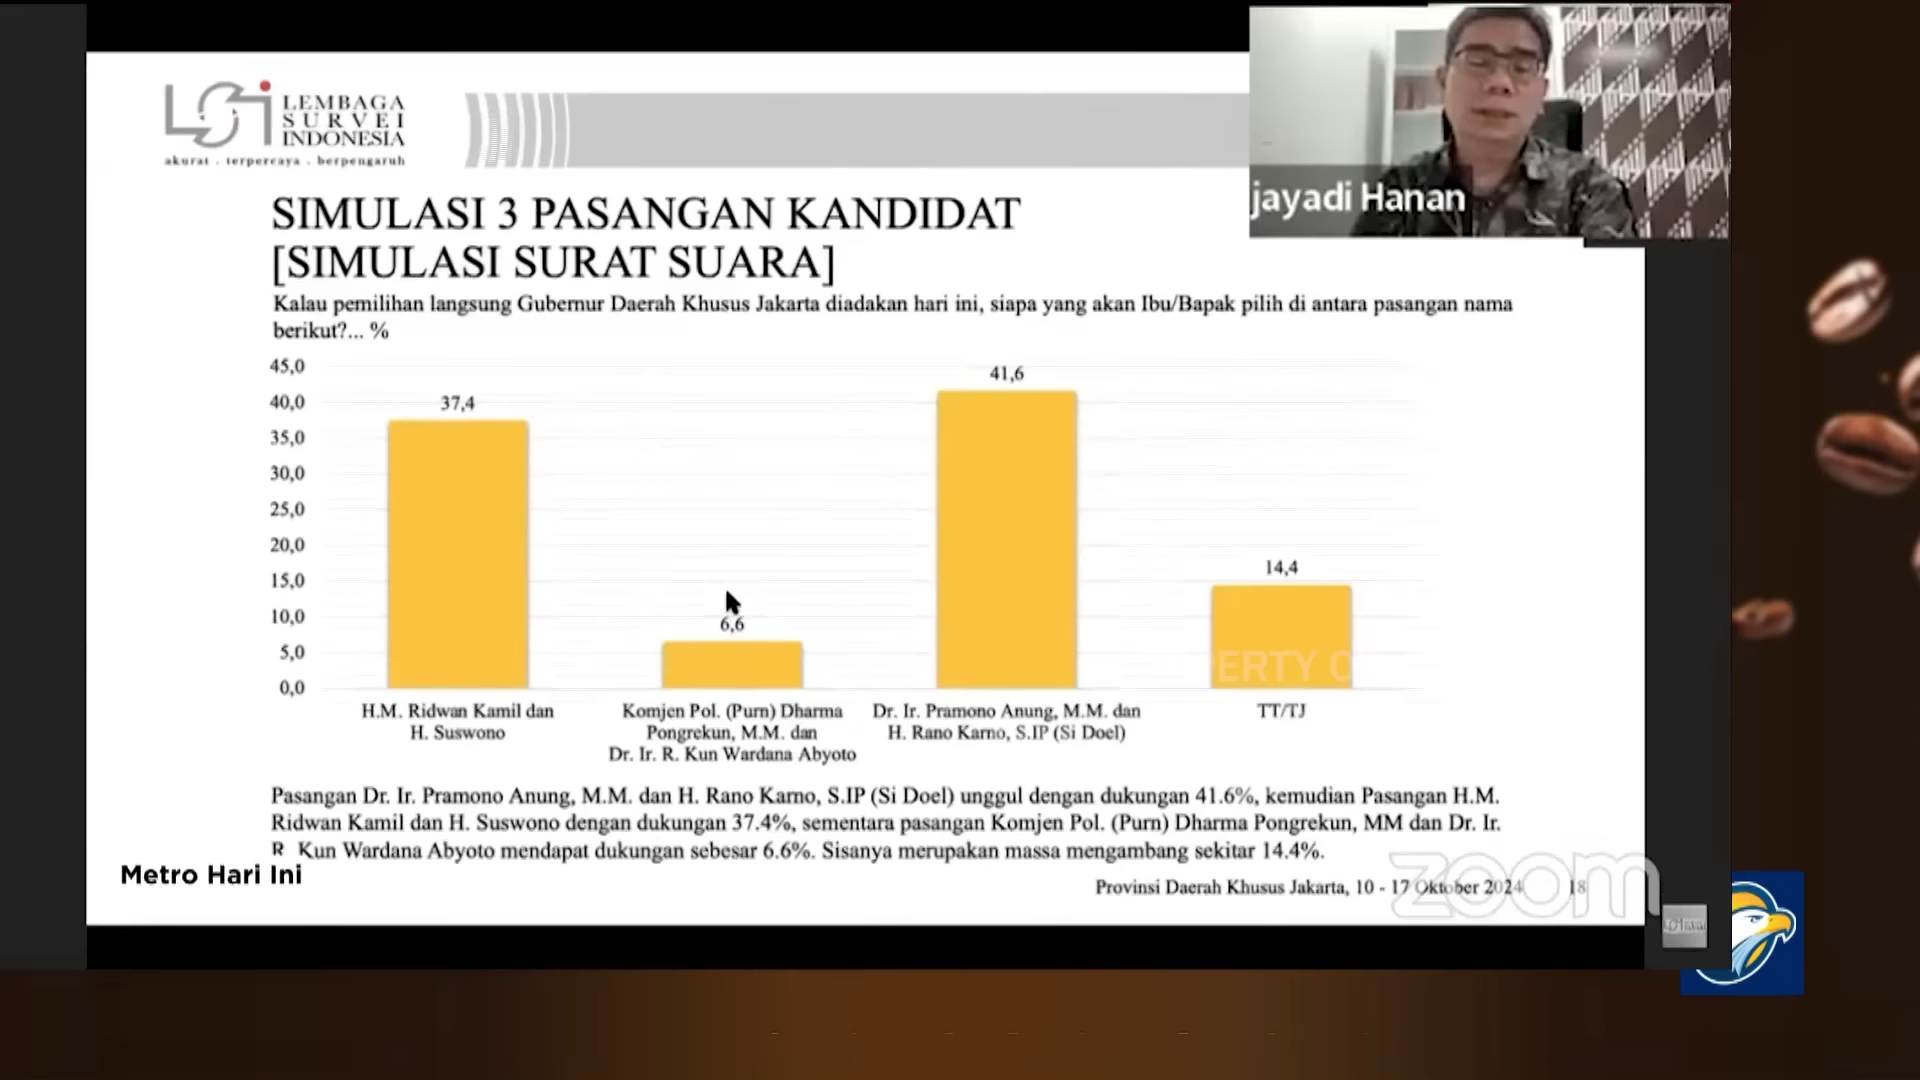 LSI
LEMBAGA
SURVEI
INDONESIA
akurat . terpercaya . berpengaruh
jayadi Hanan
SIMULASI 3 PASANGAN KANDIDAT
[SIMULASI SURAT SUARA]
Kalau pemilihan langsung Gubernur Daerah Khusus Jakarta diadakan hari ini, siapa yang akan Ibu/Bapak pilih di antara pasangan nama
berikut?... %
45,0
40,0
35,0
30,0
25,0
20,0
15,0
10,0
5,0
0,0
37,4
6,6
41,6
14,4
PERTY O
H.M. Ridwan Kamil dan
H. Suswono
Komjen Pol. (Purn) Dharma
Pongrekun, M.M. dan
Dr. Ir. R. Kun Wardana Abyoto
Dr. Ir. Pramono Anung, M.M. dan
H. Rano Karno, S.IP (Si Doel)
TT/TJ
Pasangan Dr. Ir. Pramono Anung, M.M. dan H. Rano Karno, S.IP (Si Doel) unggul dengan dukungan 41.6%, kemudian Pasangan H.M.
Ridwan Kamil dan H. Suswono dengan dukungan 37.4%, sementara pasangan Komjen Pol. (Purn) Dharma Pongrekun, MM dan Dr. Ir.
R Kun Wardana Abyoto mendapat dukungan sebesar 6.6%. Sisanya merupakan massa mengambang sekitar 14.4%.
Metro Hari Ini
Provinsi Daerah Khusus Jakarta, 10 - 17 Oktober 2024 18
zoom